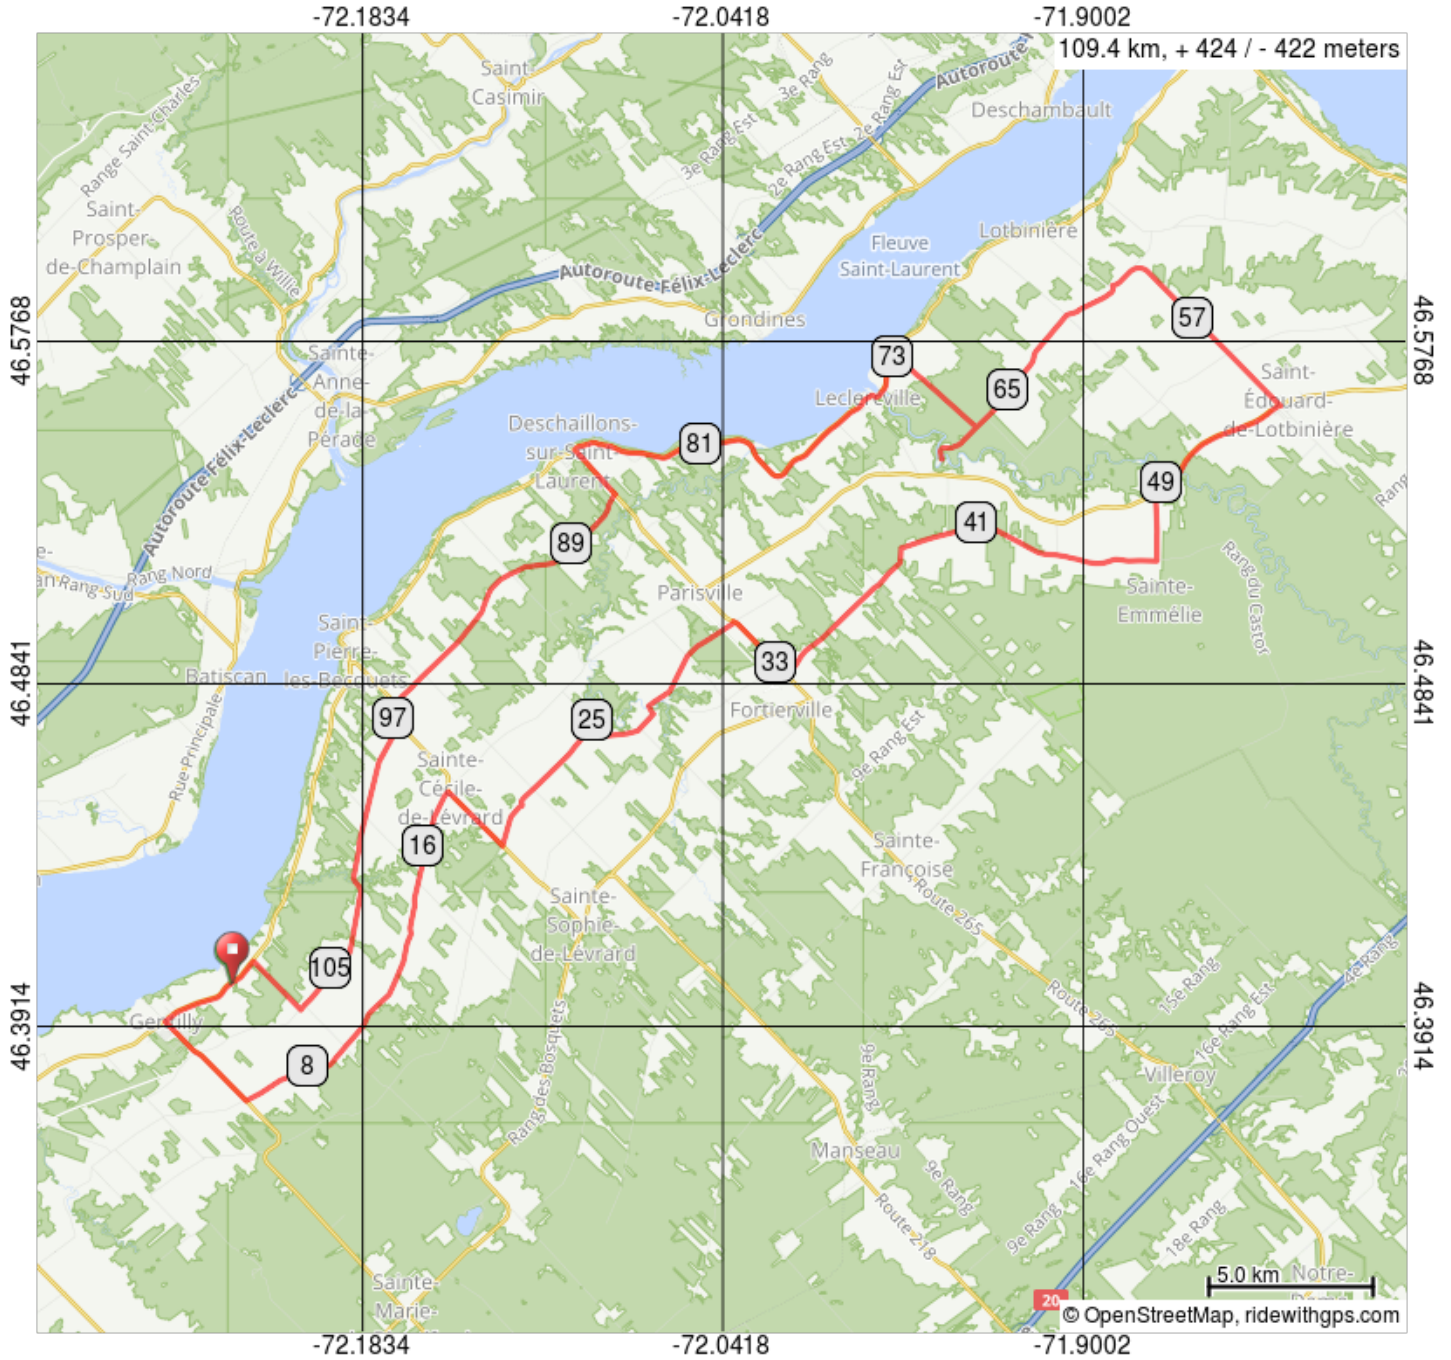 -72.1834
-72.0418
-71.9002
109.4 km, + 424 / - 422 meters
Saint-
Casimir
3e Rang
Autoroute
Deschambault
Range Saint-Charles
3e Rang Est
2e Rang Est
2e Rang Est
Saint-
Prosper-
de-Champlain
Route à Willie
Autoroute Félix-Leclerc
Fleuve
Saint-Laurent
Lotbinière
Grondines
57
46.5768
46.5768
Sainte-
Anne-
de-la-
Pérade
73
65
Leclercville
Saint-
Édouard-
de-Lotbinière
Autoroute Félix-Leclerc
Deschaillons-
sur-Saint-
Laurent
81
49
Rang
41
89
Rang Nord
an Rang Sud
Parisville
Sainte-
Emmélie
Rang du Castor
Saint-
Pierre-
les-Becquets
33
46.4841
46.4841
Batiscan
Rue Principale
97
25
Fortierville
9e Rang Est
Sainte-
Cécile-
de-Lévrard
16
Sainte-
Françoise
Route 265
Sainte-
Sophie-
de-Lévrard
4e Rang
105
15e Rang
16e Rang Est
Route 265
Gentilly
46.3914
46.3914
8
Rang des Bosquets
9e Rang
Villeroy
16e Rang Ouest
Manseau
9e Rang
9e Rang
18e Rang
Route 218
Sainte-
Marie-
5.0 km
Notre-
20
© OpenStreetMap, ridewithgps.com
-72.1834
-72.0418
-71.9002